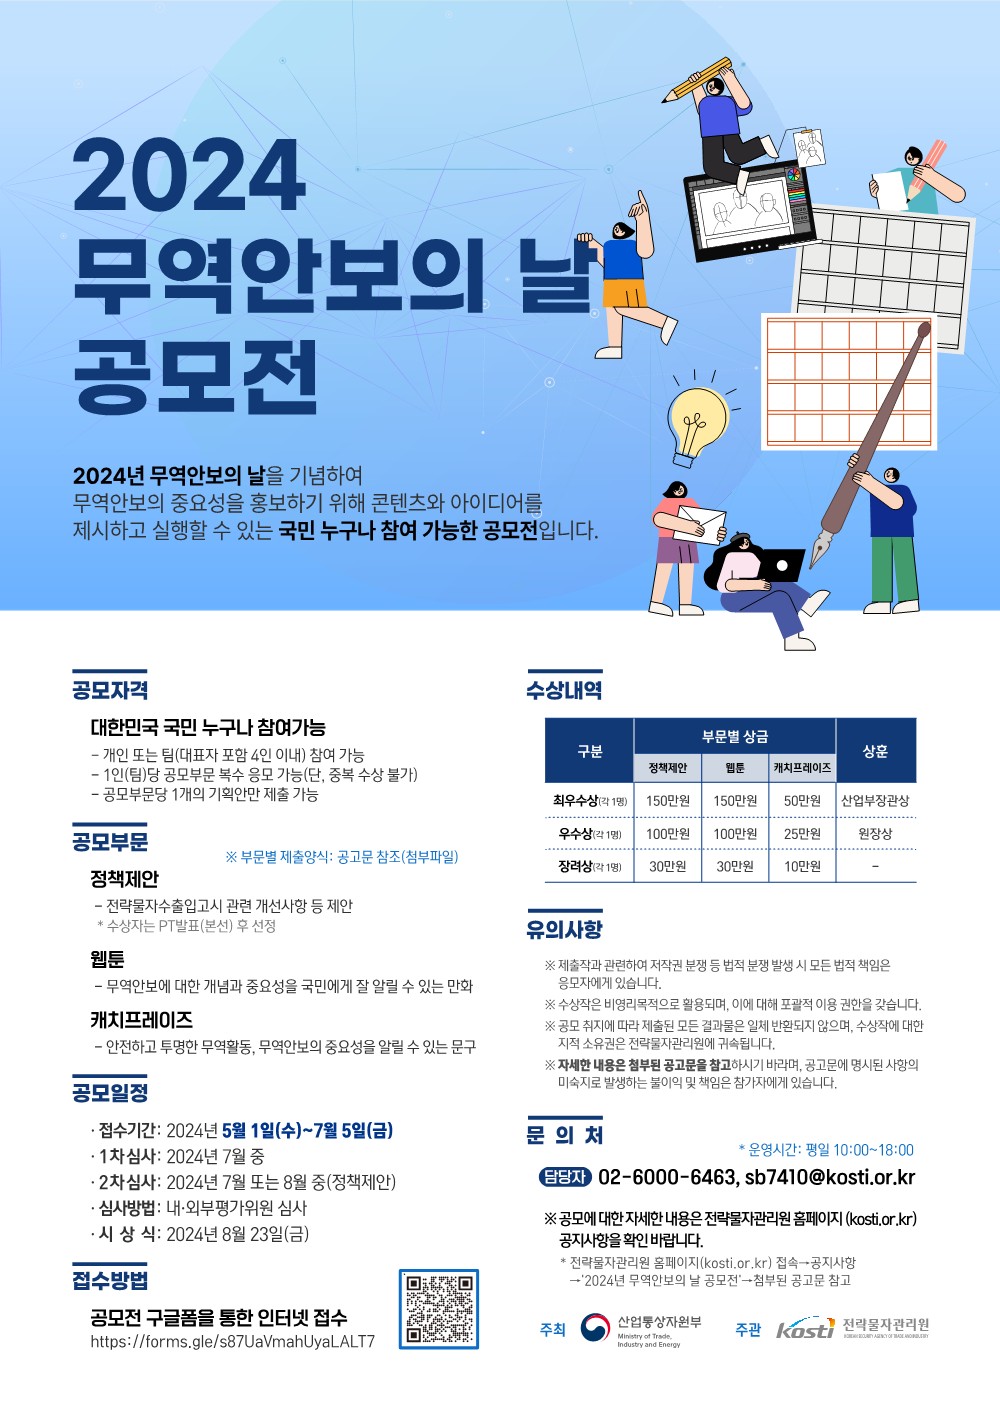 2024
무역안보의 날
공모전
2024년 무역안보의 날을 기념하여
무역안보의 중요성을 홍보하기 위해 콘텐츠와 아이디어를
제시하고 실행할 수 있는 국민 누구나 참여 가능한 공모전입니다.
공모자격
대한민국 국민 누구나 참여가능
- 개인 또는 팀(대표자 포함 4인 이내) 참여 가능
- 1인(팀)당 공모부문 복수 응모 가능(단, 중복 수상 불가)
- 공모부문당 1개의 기획안만 제출 가능
공모부문
※ 부문별 제출양식: 공고문 참조(첨부파일)
정책제안
- 전략물자수출입고시 관련 개선사항 등 제안
* 수상자는 PT발표(본선) 후 선정
웹툰
- 무역안보에 대한 개념과 중요성을 국민에게 잘 알릴 수 있는 만화
캐치프레이즈
- 안전하고 투명한 무역활동, 무역안보의 중요성을 알릴 수 있는 문구
공모일정
· 접수기간: 2024년 5월 1일(수)~7월 5일(금)
· 1차심사: 2024년 7월 중
· 2차심사: 2024년 7월 또는 8월 중(정책제안)
· 심사방법: 내·외부평가위원 심사
· 시 상 식: 2024년 8월 23일(금)
접수방법
공모전 구글폼을 통한 인터넷 접수
https://forms.gle/s87UaVmahUyaLALT7
수상내역
구분 부문별 상금 상훈
정책제안 웹툰 캐치프레이즈
최우수상(각 1명) 150만원 150만원 50만원 산업부장관상
우수상(각 1명) 100만원 100만원 25만원 원장상
장려상(각 1명) 30만원 30만원 10만원 -
유의사항
※ 제출작과 관련하여 저작권 분쟁 등 법적 분쟁 발생 시 모든 법적 책임은
응모자에게 있습니다.
※ 수상작은 비영리목적으로 활용되며, 이에 대해 포괄적 이용 권한을 갖습니다.
※ 공모 취지에 따라 제출된 모든 결과물은 일체 반환되지 않으며, 수상작에 대한
지적 소유권은 전략물자관리원에 귀속됩니다.
※ 자세한 내용은 첨부된 공고문을 참고하시기 바라며, 공고문에 명시된 사항의
미숙지로 발생하는 불이익 및 책임은 참가자에게 있습니다.
문 의 처
* 운영시간: 평일 10:00~18:00
담당자 02-6000-6463, sb7410@kosti.or.kr
※ 공모에 대한 자세한 내용은 전략물자관리원 홈페이지 (kosti.or.kr)
공지사항을 확인 바랍니다.
* 전략물자관리원 홈페이지(kosti.or.kr) 접속→공지사항
→'2024년 무역안보의 날 공모전'→첨부된 공고문 참고
주최 산업통상자원부
Ministry of Trade,
Industry and Energy
주관 kosti 전략물자관리원
KOREAN SECURITY AGENCY OF TRADE AND INDUSTRY